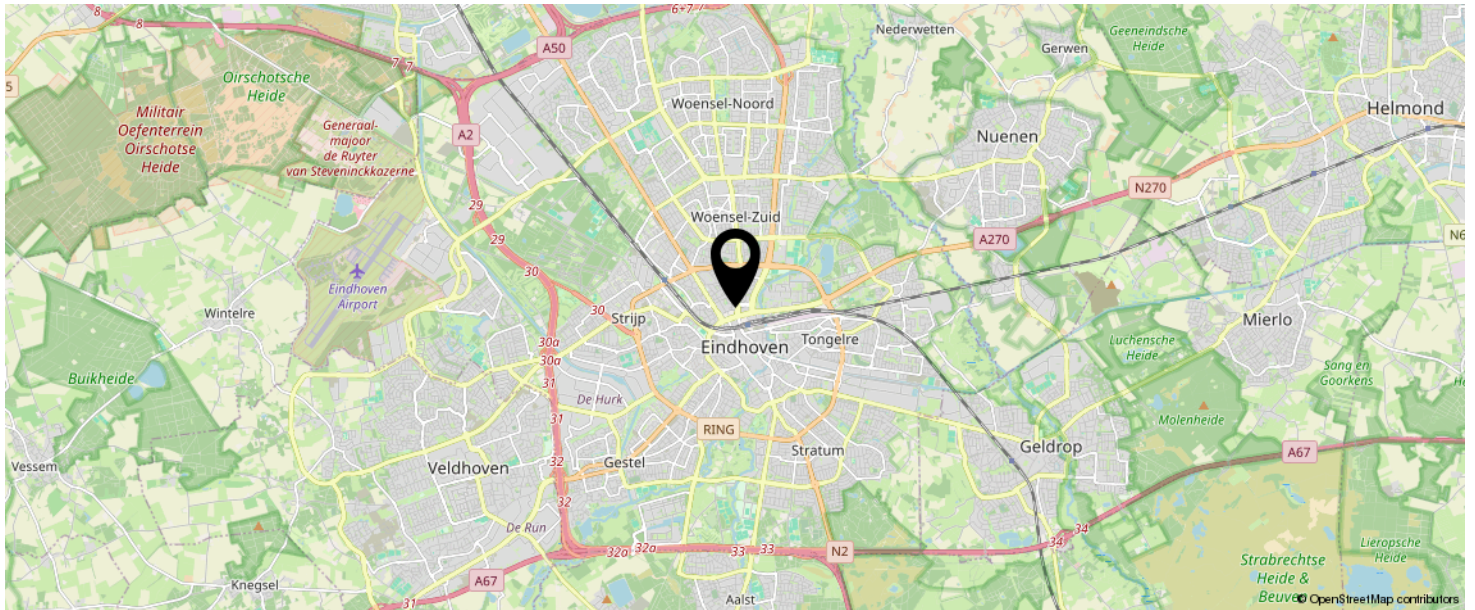 8
8
A50
6+7
7
Nederwetten
Gerwen
Geeneindsche
Heide
5
Oirschotsche
Heide
7
7
Militair
Oefenterrein
Oirschotse
Heide
Generaal-
majoor
de Ruyter
van Steveninckkazerne
A2
Woensel-Noord
Nuenen
Helmond
N270
29
29
Woensel-Zuid
A270
N6
30
Eindhoven
Airport
30
Wintelre
Strijp
30a
30a
Eindhoven
Tongelre
Mierlo
Luchensche
Heide
Buikheide
31
31
De Hurk
Sang en
Goorkens
Molenheide
RING
Vessem
Veldhoven
32
Gestel
Stratum
Geldrop
A67
32
De Run
34
34
32a
32a
33
33
N2
Lieropsche
Heide
Strabrechtse
Heide &
Beuven
A67
Knegsel
31
Aalst
© OpenStreetMap contributors